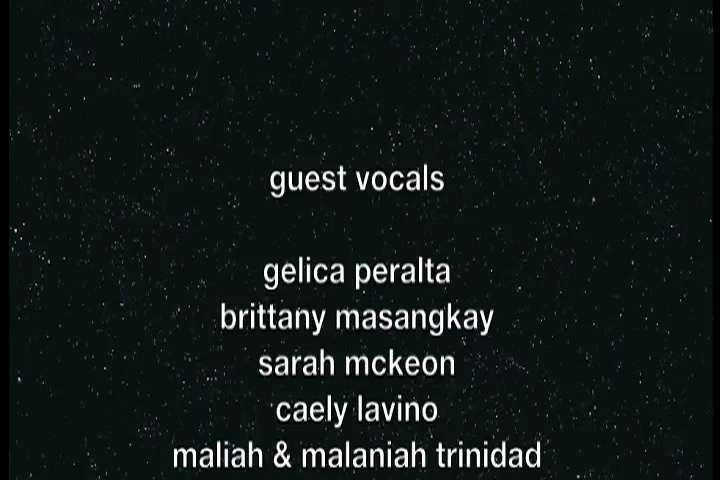 guest vocals
gelica peralta
brittany masangkay
sarah mckeon
caely lavino
maliah & malaniah trinidad